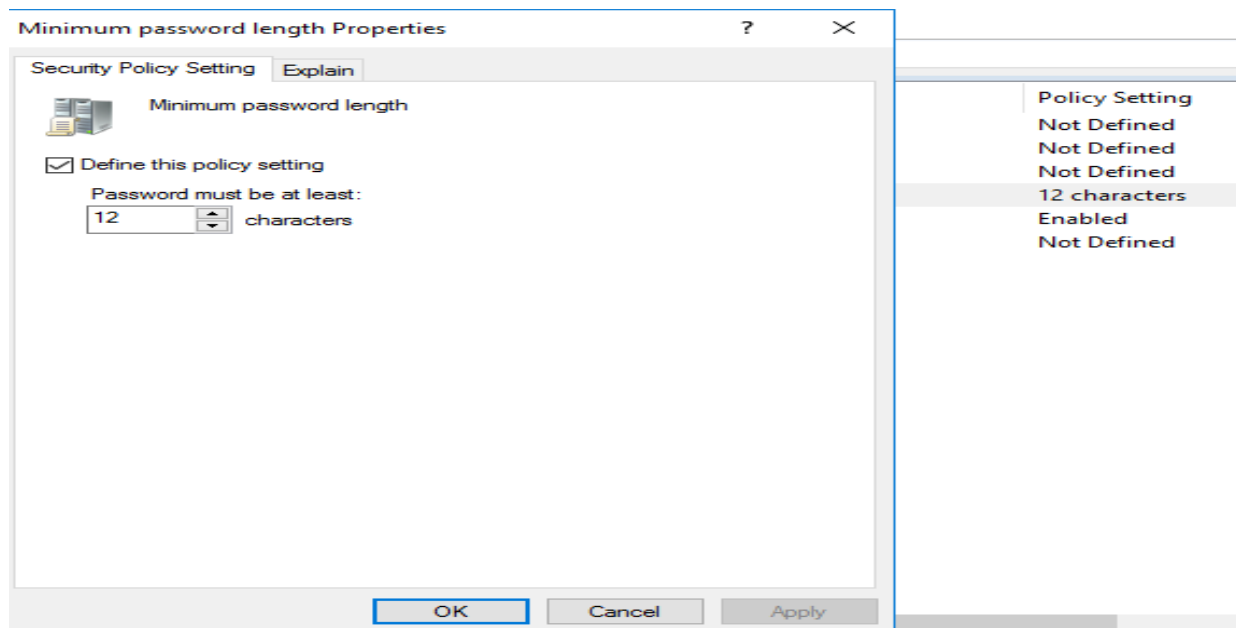 Minimum password length Properties
?
Security Policy Setting
Explain
Minimum password length
Define this policy setting
Password must be at least:
12
characters
OK
Cancel
Apply
Policy Setting
Not Defined
Not Defined
Not Defined
12 characters
Enabled
Not Defined